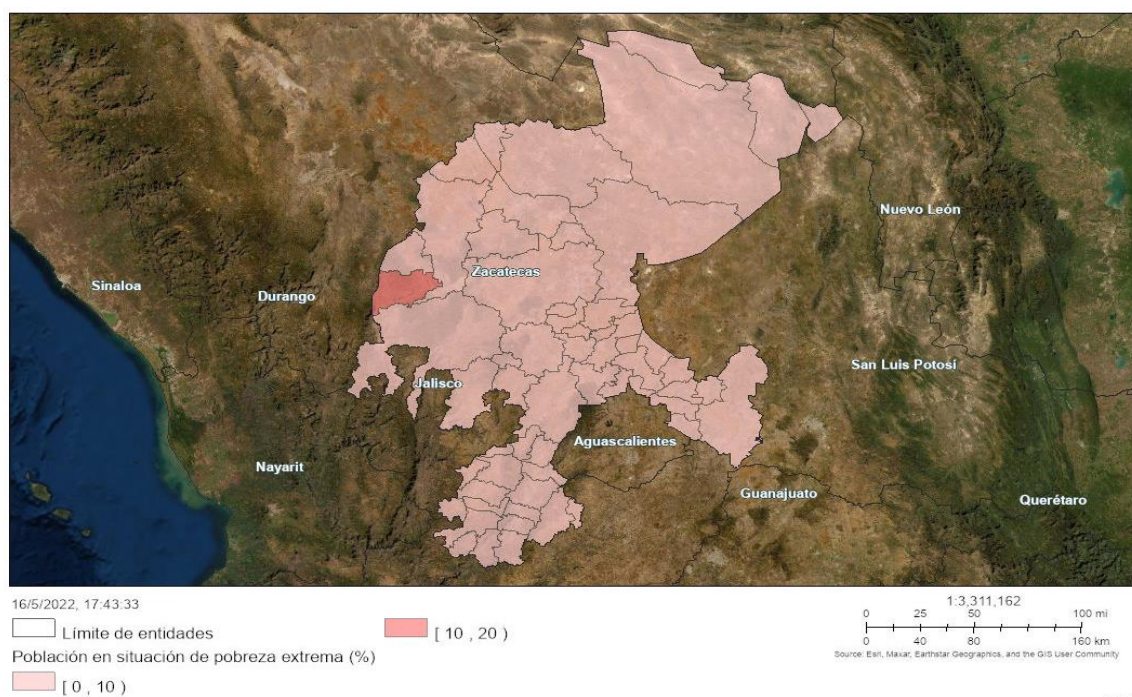 Nuevo León
Zacatecas
Sinaloa
Durango
San Luis Potosí
Jalisco
Aguascalientes
Nayarit
Guanajuato
Querétaro
16/5/2022, 17:43:33
Límite de entidades
Población en situación de pobreza extrema (%)
[ 0 , 10 )
[ 10 , 20 )
1:3,311,162
0 25 50 100 mi
0 40 80 160 km
Source: Esri, Maxar, Earthstar Geographics, and the GIS User Community